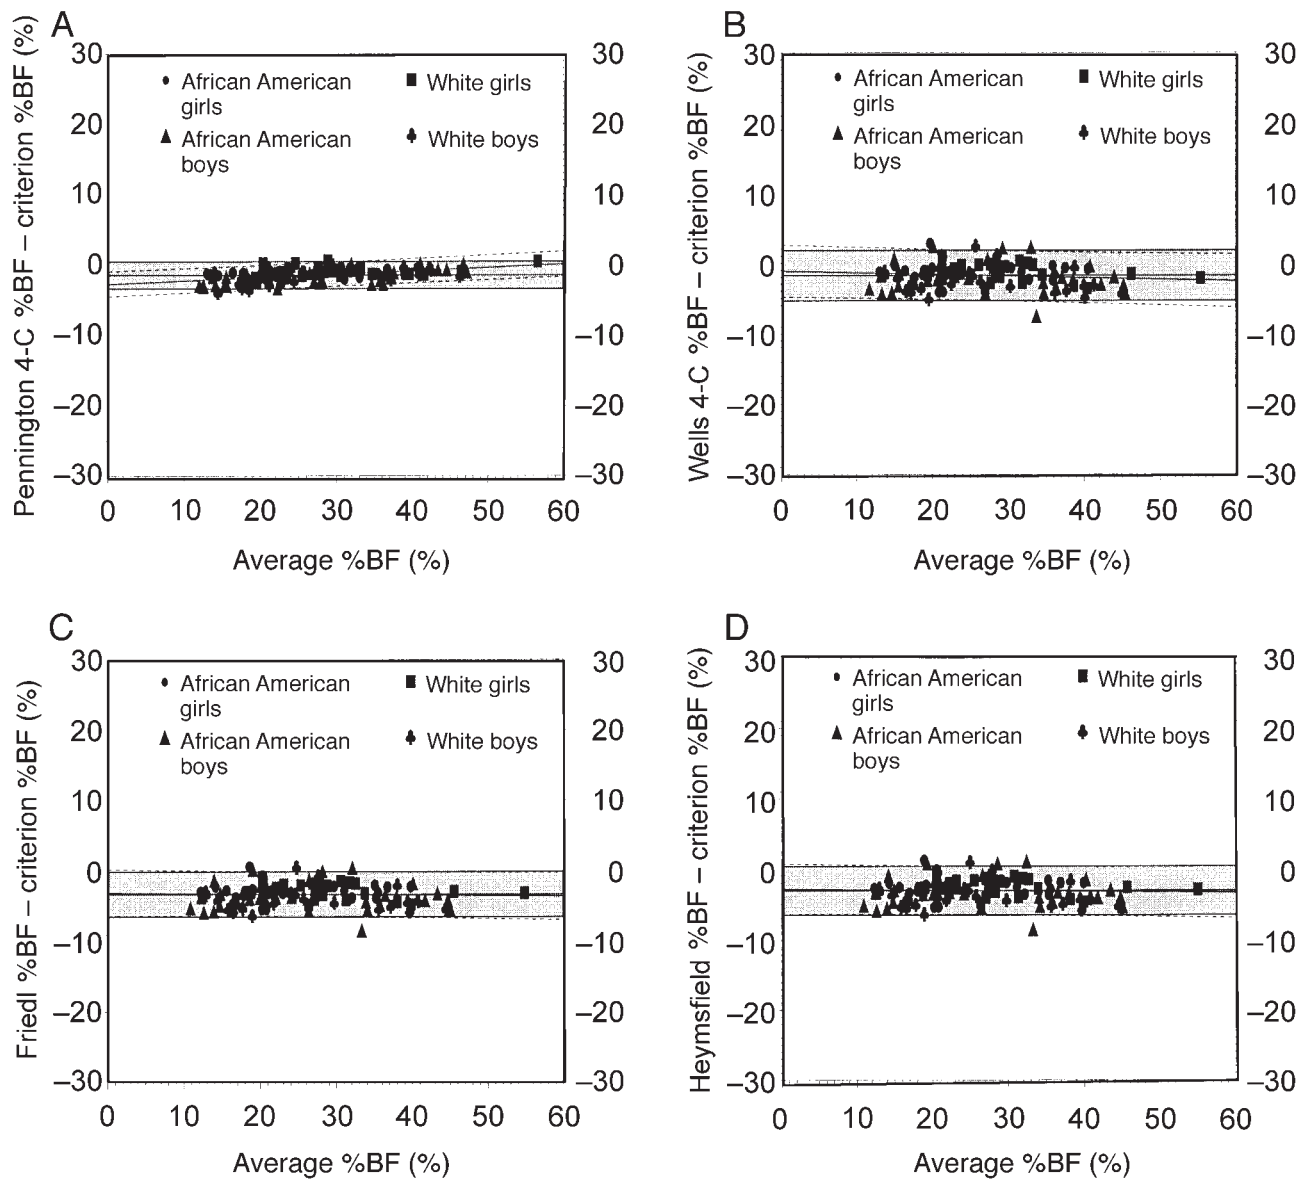 A
Pennington 4-C %BF – criterion %BF (%)
30
20
10
0
–10
–20
–30
30
20
10
0
–10
–20
–30
African American
girls
White girls
African American
boys
White boys
0 10 20 30 40 50 60
Average %BF (%)
B
Wells 4-C %BF – criterion %BF (%)
30
20
10
0
–10
–20
–30
30
20
10
0
–10
–20
–30
African American
girls
White girls
African American
boys
White boys
0 10 20 30 40 50 60
Average %BF (%)
C
Friedl %BF – criterion %BF (%)
30
20
10
0
–10
–20
–30
30
20
10
0
–10
–20
–30
African American
girls
White girls
African American
boys
White boys
0 10 20 30 40 50 60
Average %BF (%)
D
Heymsfield %BF – criterion %BF (%)
30
20
10
0
–10
–20
–30
30
20
10
0
–10
–20
–30
African American
girls
White girls
African American
boys
White boys
0 10 20 30 40 50 60
Average %BF (%)